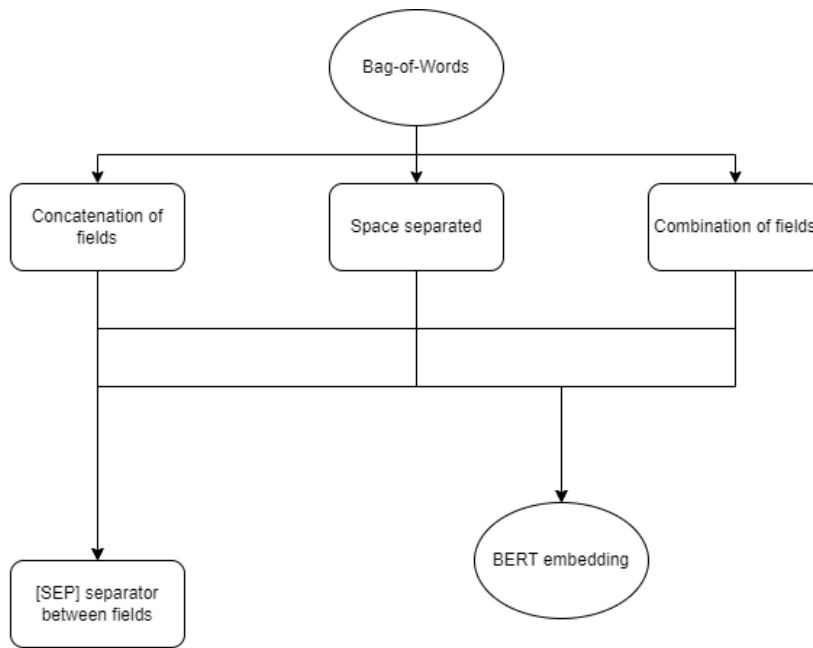 Bag-of-Words
Concatenation of
fields
Space separated
Combination of fields
BERT embedding
[SEP] separator
between fields